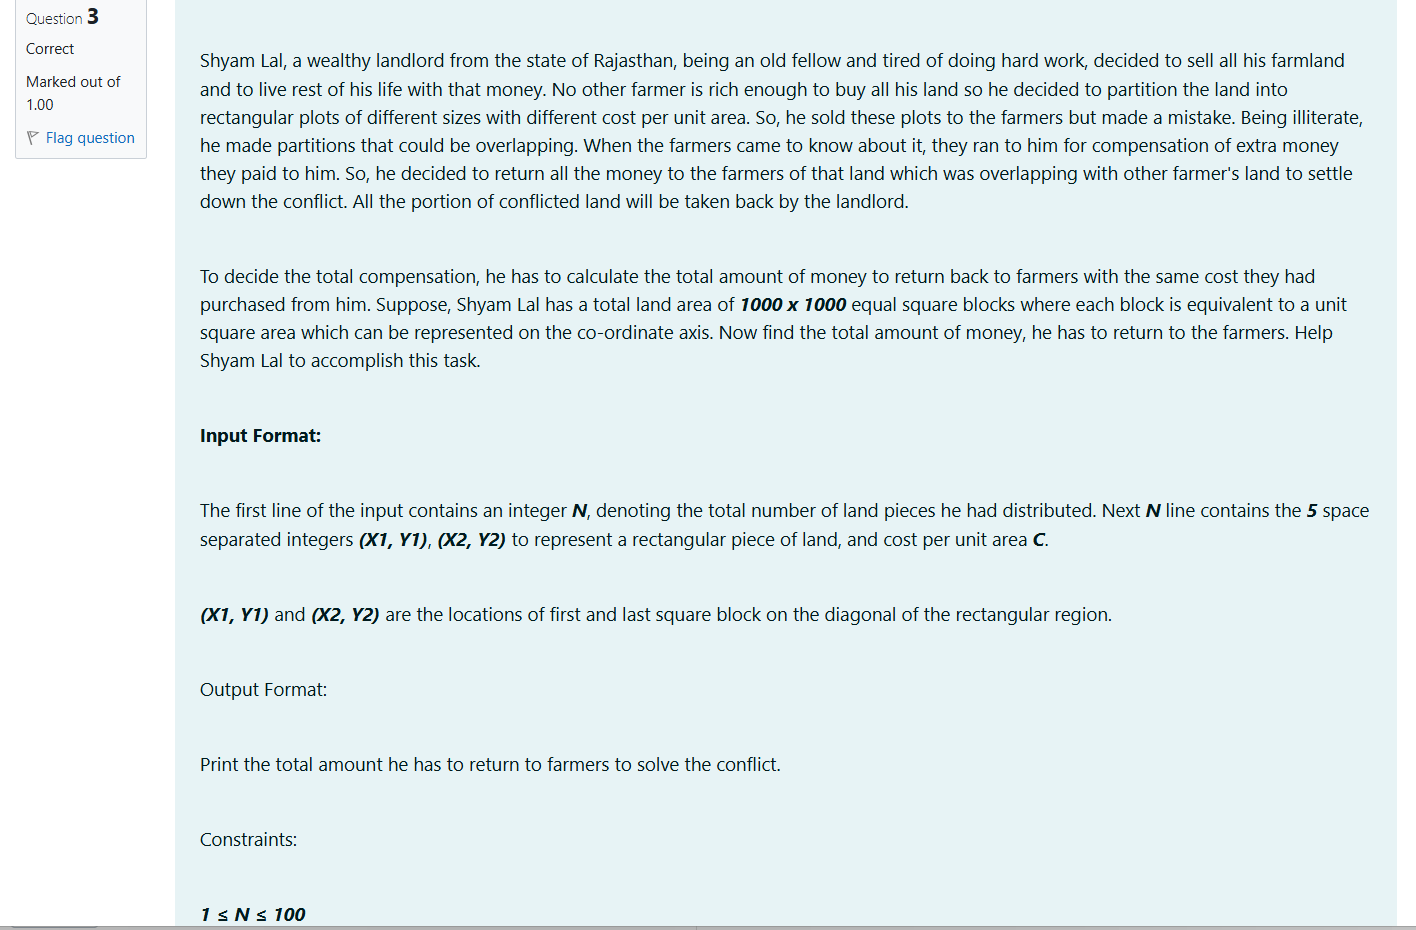 Question 3
Correct
Marked out of
1.00
Flag question
Shyam Lal, a wealthy landlord from the state of Rajasthan, being an old fellow and tired of doing hard work, decided to sell all his farmland
and to live rest of his life with that money. No other farmer is rich enough to buy all his land so he decided to partition the land into
rectangular plots of different sizes with different cost per unit area. So, he sold these plots to the farmers but made a mistake. Being illiterate,
he made partitions that could be overlapping. When the farmers came to know about it, they ran to him for compensation of extra money
they paid to him. So, he decided to return all the money to the farmers of that land which was overlapping with other farmer's land to settle
down the conflict. All the portion of conflicted land will be taken back by the landlord.
To decide the total compensation, he has to calculate the total amount of money to return back to farmers with the same cost they had
purchased from him. Suppose, Shyam Lal has a total land area of 1000 x 1000 equal square blocks where each block is equivalent to a unit
square area which can be represented on the co-ordinate axis. Now find the total amount of money, he has to return to the farmers. Help
Shyam Lal to accomplish this task.
Input Format:
The first line of the input contains an integer N, denoting the total number of land pieces he had distributed. Next N line contains the 5 space
separated integers (X1, Y1), (X2, Y2) to represent a rectangular piece of land, and cost per unit area C.
(X1, Y1) and (X2, Y2) are the locations of first and last square block on the diagonal of the rectangular region.
Output Format:
Print the total amount he has to return to farmers to solve the conflict.
Constraints:
1 ≤ N ≤ 100